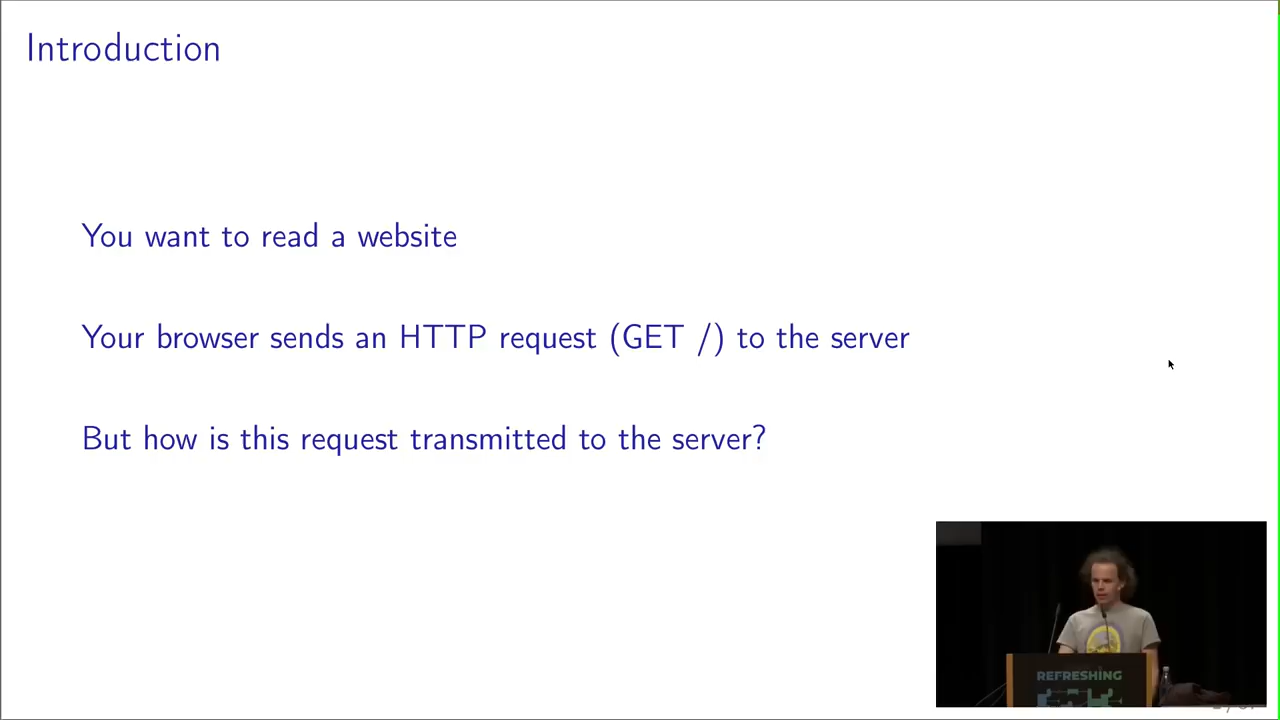 Introduction
You want to read a website
Your browser sends an HTTP request (GET /) to the server
But how is this request transmitted to the server?
REFRESHING